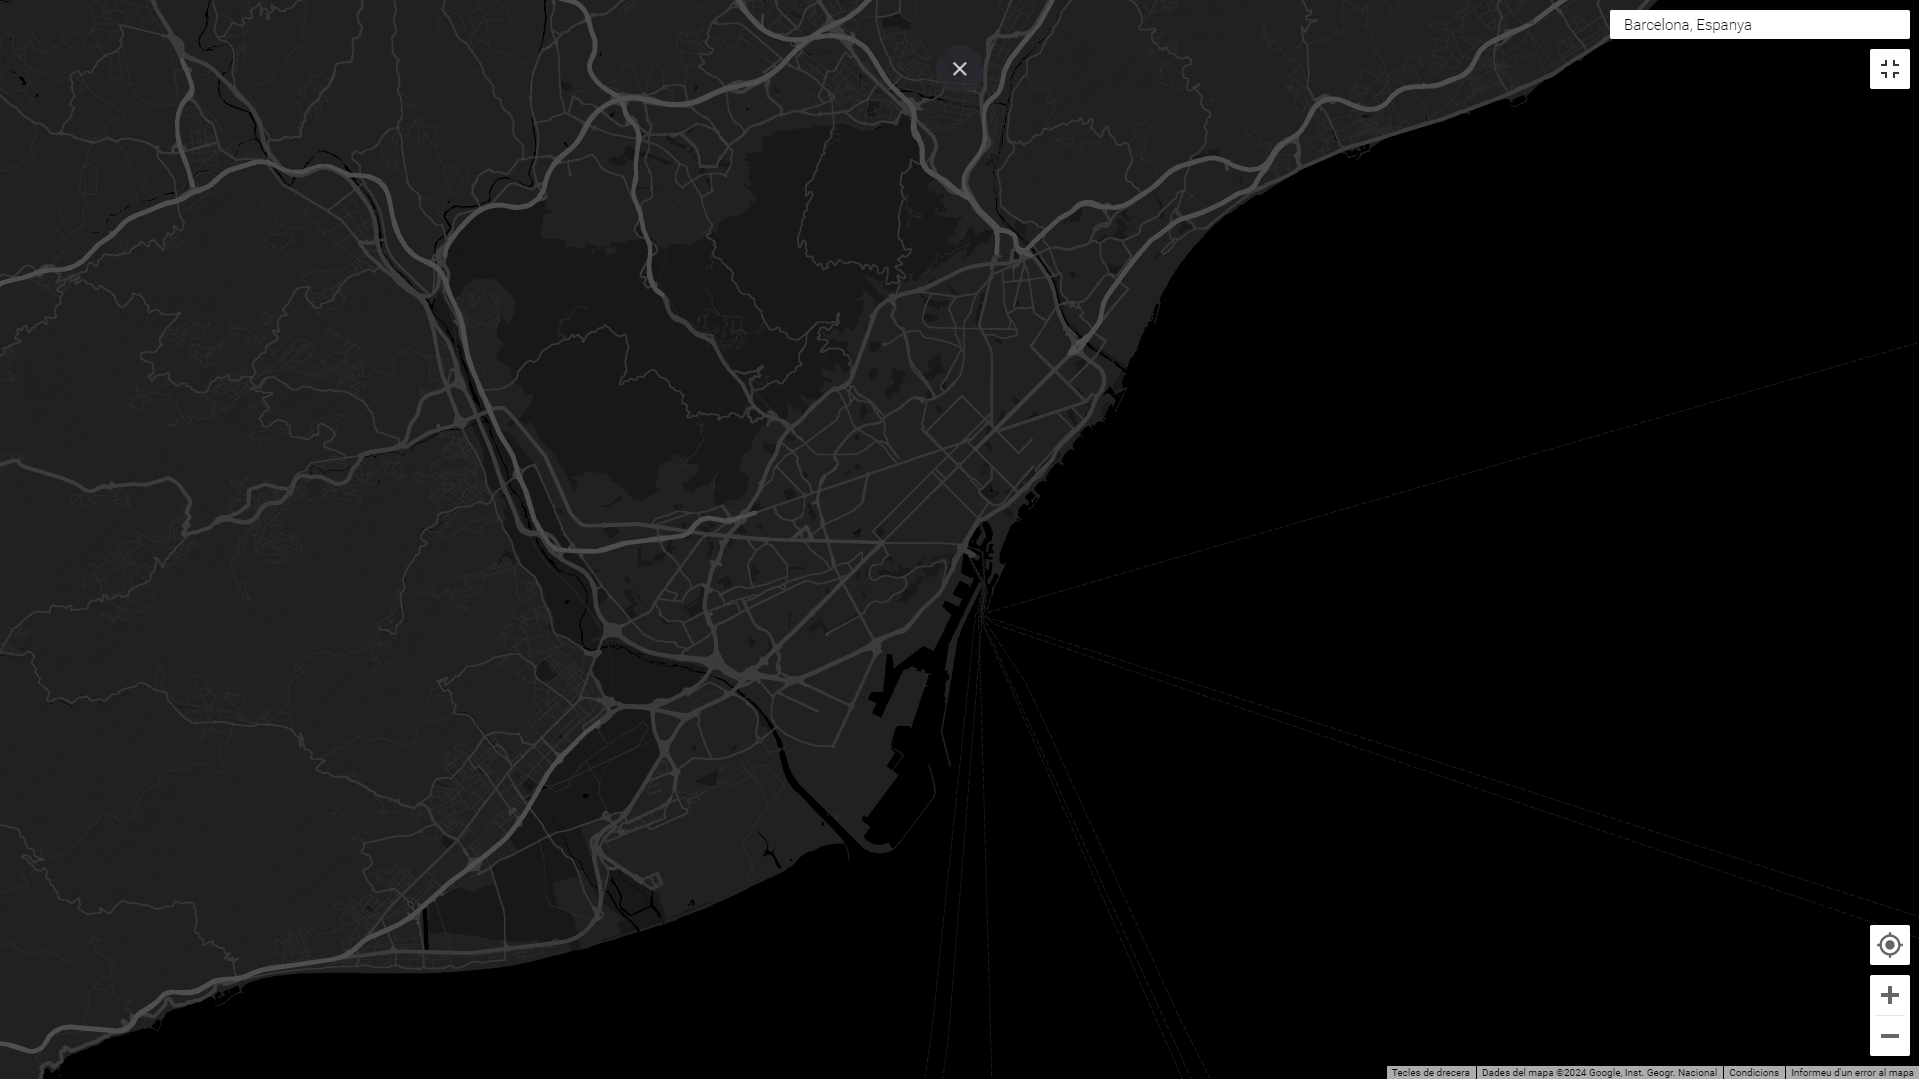 Barcelona, Espanya
Tecles de drecera
Dades del mapa ©2024 Google, Inst. Geogr. Nacional
Condicions
Informeu d'un error al mapa